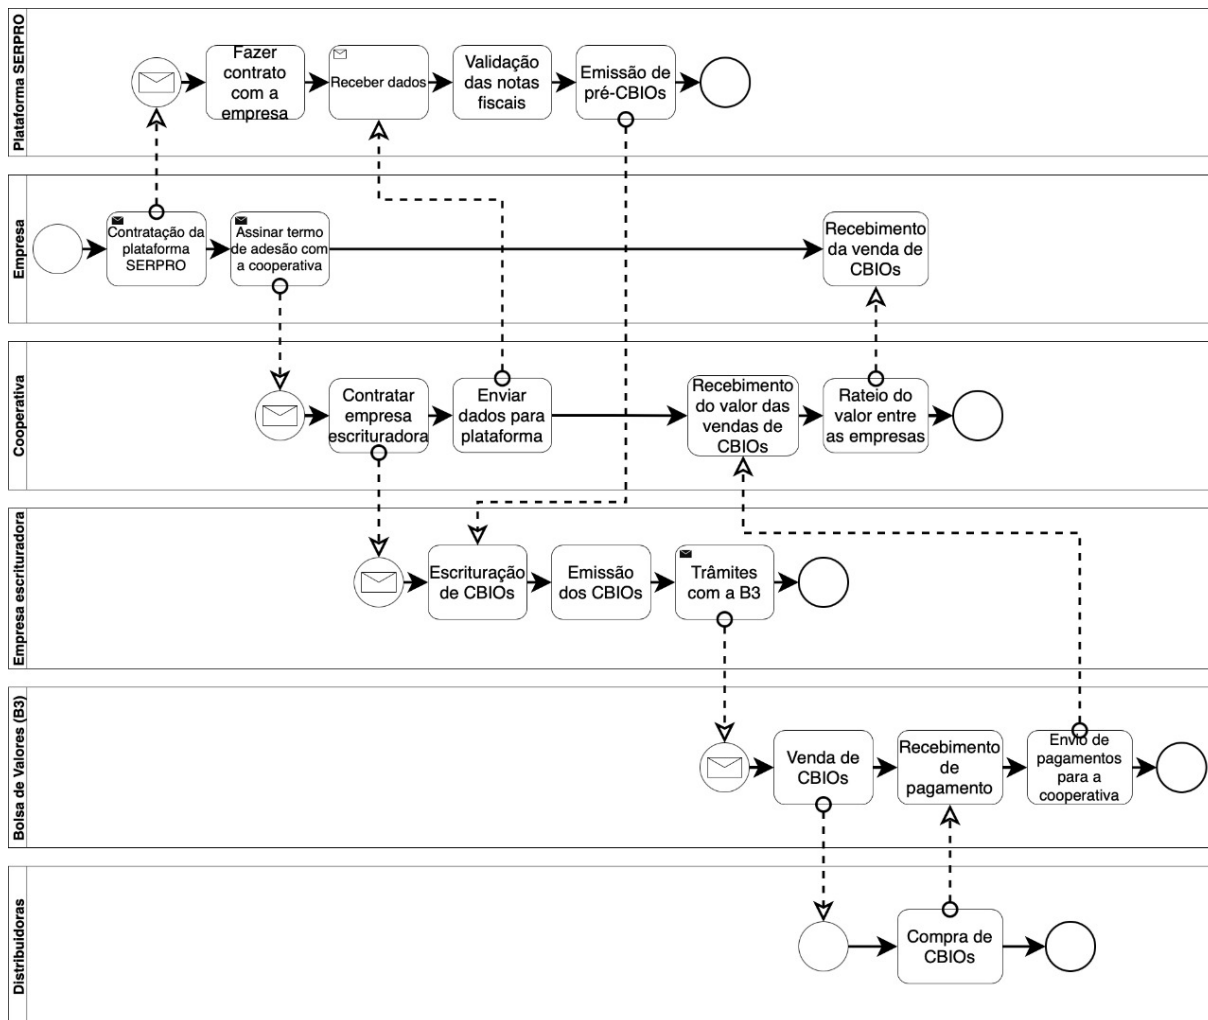 Plataforma SERPRO
Fazer
contrato
com a
empresa
Receber dados
Validação
das notas
fiscais
Emissão de
pré-CBIOs
Empresa
Contratação da
plataforma
SERPRO
Assinar termo
de adesão com
a cooperativa
Recebimento
da venda de
CBIOs
Cooperativa
Contratar
empresa
escrituradora
Enviar
dados para
plataforma
Recebimento
do valor das
vendas de
CBIOs
Rateio do
valor entre
as empresas
Empresa escrituradora
Escrituração
de CBIOs
Emissão
dos CBIOs
Trâmites
com a B3
Bolsa de Valores (B3)
Venda de
CBIOs
Recebimento
de
pagamento
Envio de
pagamentos
para a
cooperativa
Distribuidoras
Compra de
CBIOs